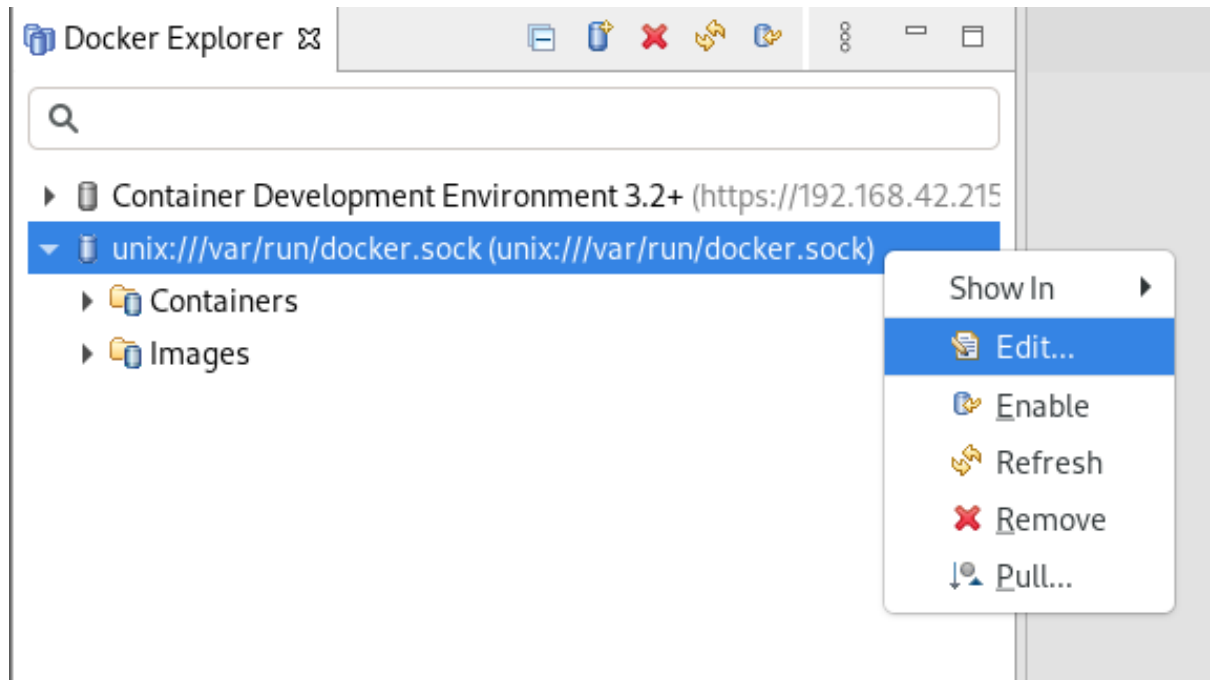 Docker Explorer
Container Development Environment 3.2+ (https://192.168.42.215
unix:///var/run/docker.sock (unix:///var/run/docker.sock)
Containers
Images
Show In
Edit...
Enable
Refresh
Remove
Pull...